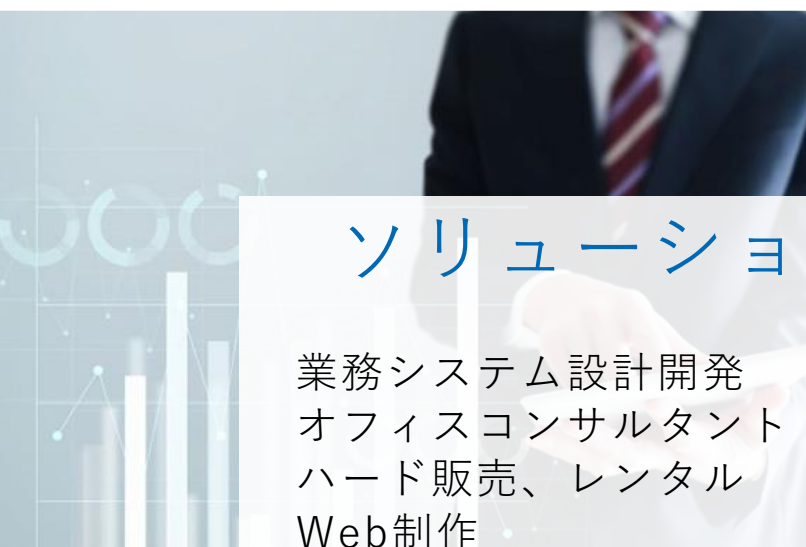 ソリューショ
業務システム設計開発
オフィスコンサルタント
ハード販売、レンタル
Web制作